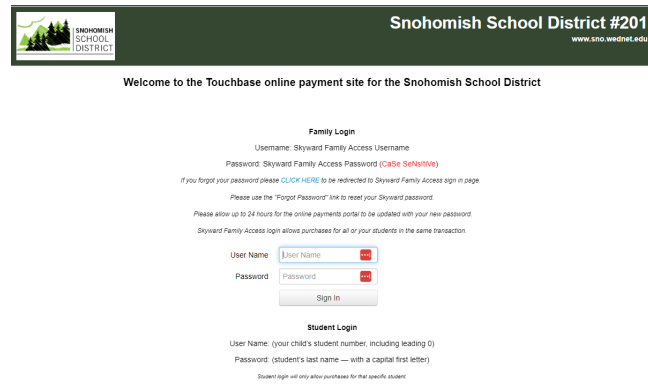 SNOHOMISH
SCHOOL
DISTRICT
Snohomish School District #201
www.sno.wednet.edu
Welcome to the Touchbase online payment site for the Snohomish School District
Family Login
Username: Skyward Family Access Username
Password: Skyward Family Access Password (CaSe SeNsItIVe)
If you forgot your password please CLICK HERE to be redirected to Skyward Family Access sign in page.
Please use the "Forgot Password" link to reset your Skyward password.
Please allow up to 24 hours for the online payments portal to be updated with your new password.
Skyward Family Access login allows purchases for all or your students in the same transaction.
User Name User Name
Password Password
Sign In
Student Login
User Name: (your child's student number, including leading 0)
Password: (student's last name — with a capital first letter)
Student login will only allow purchases for that specific student.